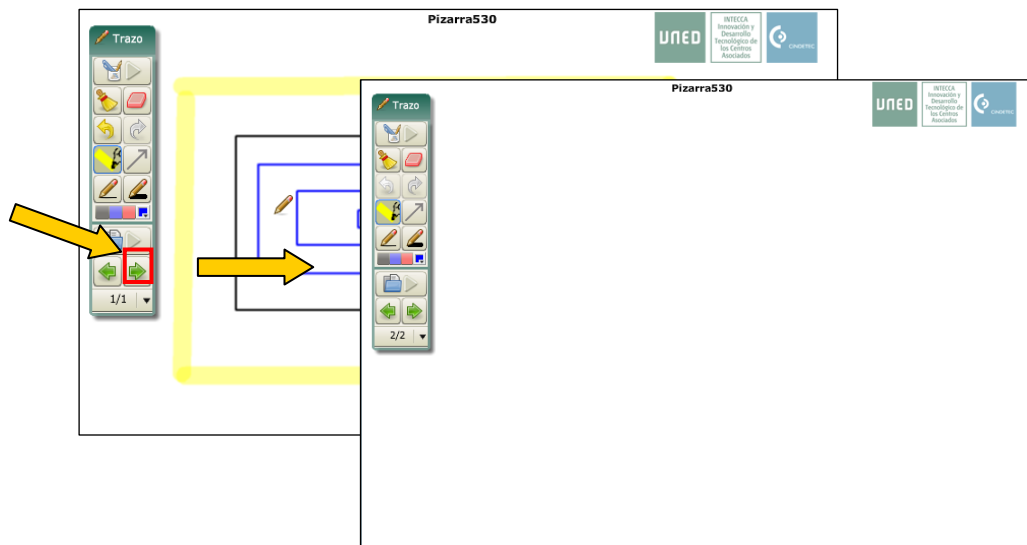 Pizarra530
UNED
INTECCA
Innovación y
Desarrollo
Tecnológico de
los Centros
Asociados
CINDETEC
Trazo
1/1
Pizarra530
UNED
INTECCA
Innovación y
Desarrollo
Tecnológico de
los Centros
Asociados
CINDETEC
Trazo
2/2